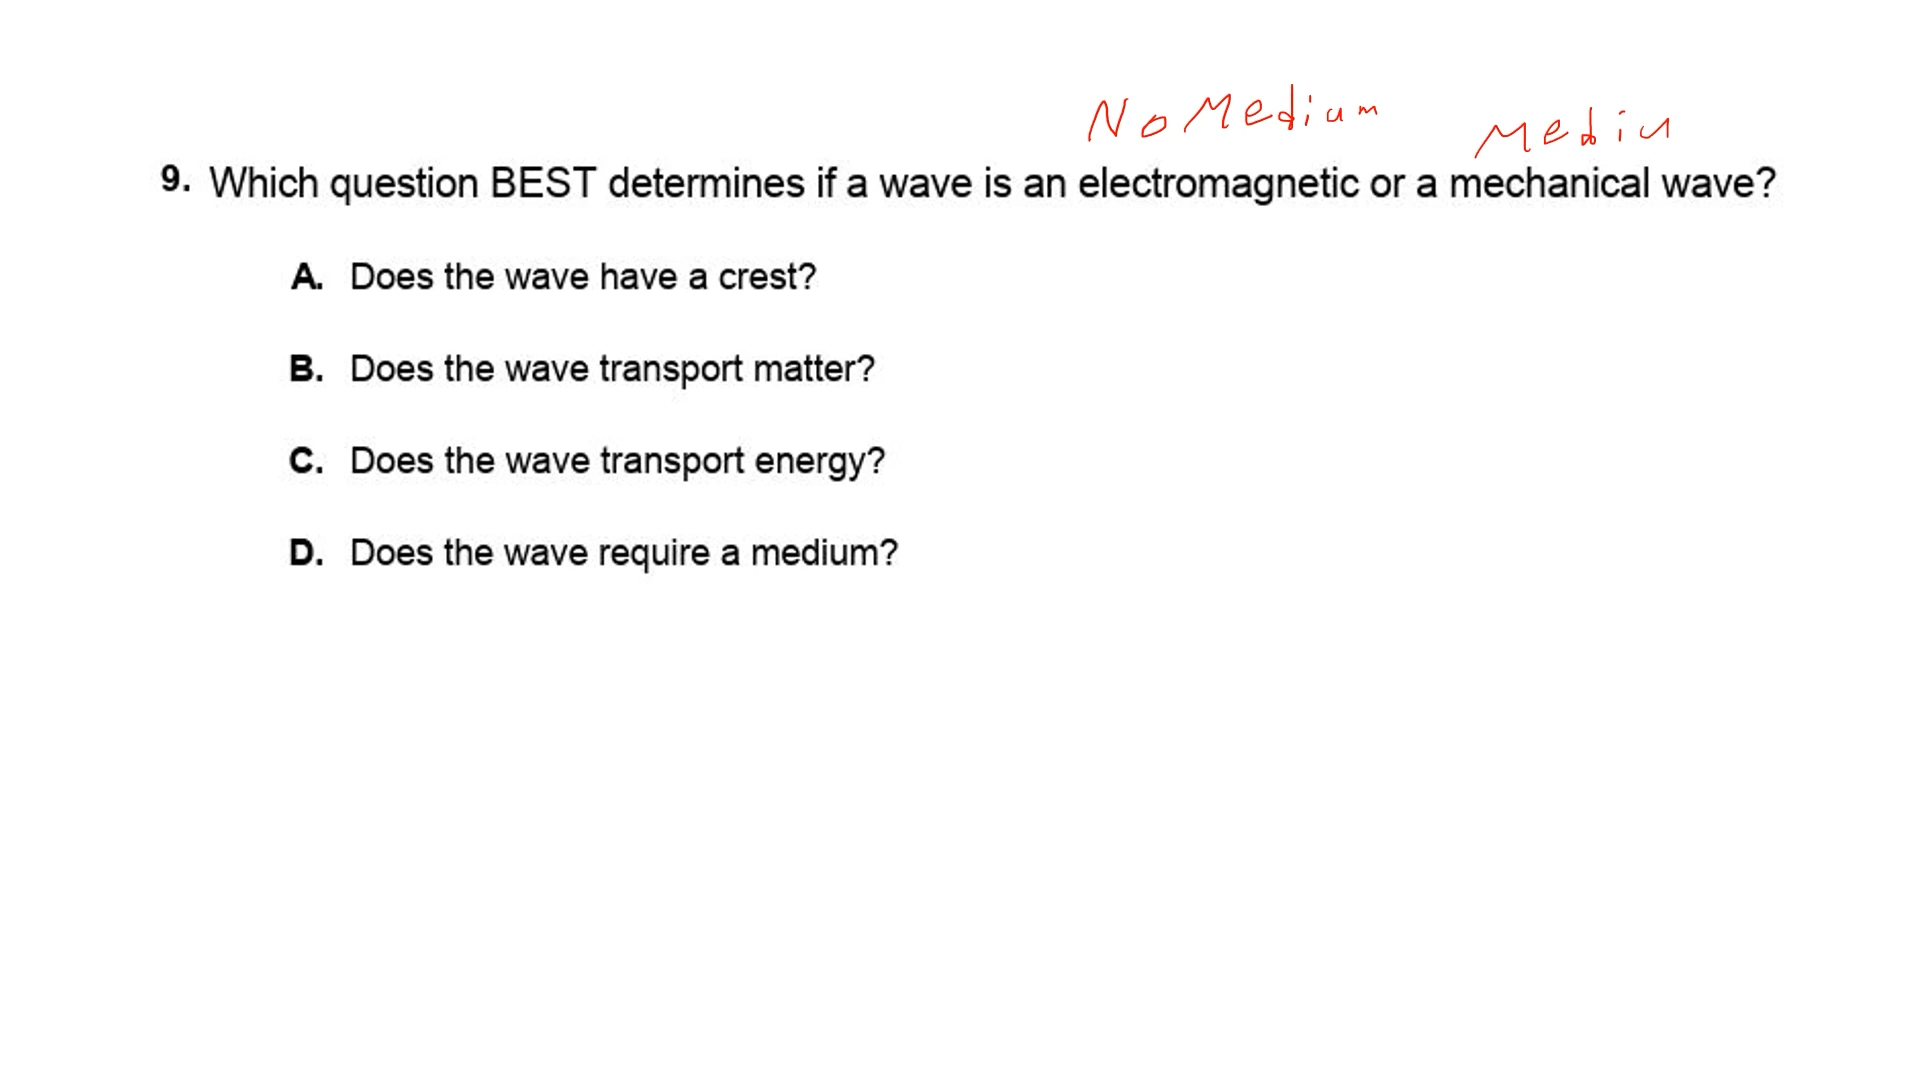 No Medium
Mediu
9. Which question BEST determines if a wave is an electromagnetic or a mechanical wave?
A. Does the wave have a crest?
B. Does the wave transport matter?
C. Does the wave transport energy?
D. Does the wave require a medium?